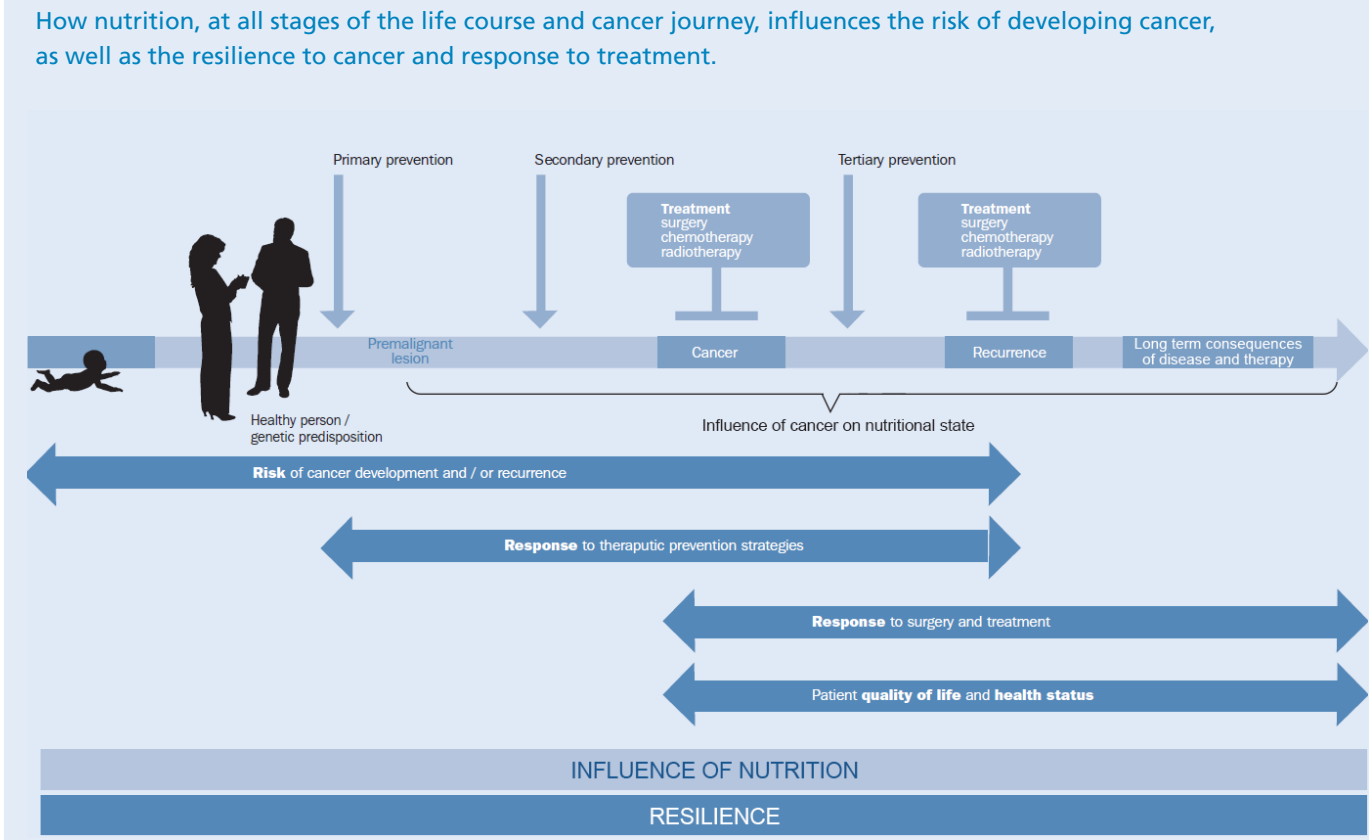 How nutrition, at all stages of the life course and cancer journey, influences the risk of developing cancer,
as well as the resilience to cancer and response to treatment.
Primary prevention
Secondary prevention
Tertiary prevention
Treatment
surgery
chemotherapy
radiotherapy
Treatment
surgery
chemotherapy
radiotherapy
Premalignant
lesion
Cancer
Recurrence
Long term consequences
of disease and therapy
Healthy person /
genetic predisposition
Influence of cancer on nutritional state
Risk of cancer development and / or recurrence
Response to theraputic prevention strategies
Response to surgery and treatment
Patient quality of life and health status
INFLUENCE OF NUTRITION
RESILIENCE